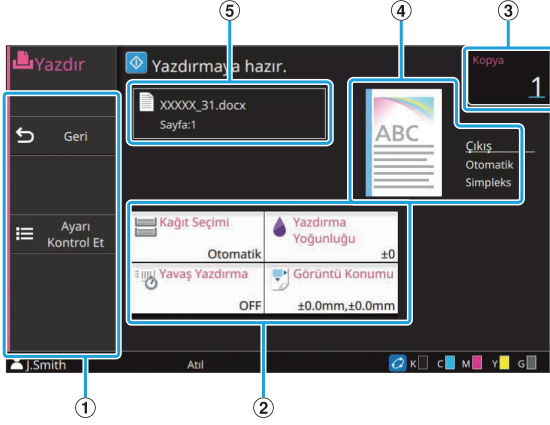 5
4
3
Yazdır
Yazdırmaya hazır.
Kopya
1
XXXXX_31.docx
Sayfa:1
ABC
Çıkış
Otomatik
Simpleks
Geri
Ayarı
Kontrol Et
Kağıt Seçimi
Otomatik
Yazdırma
Yoğunluğu
±0
Yavaş Yazdırma
OFF
Görüntü Konumu
±0.0mm,±0.0mm
J.Smith
Atıl
K C M Y G
1
2